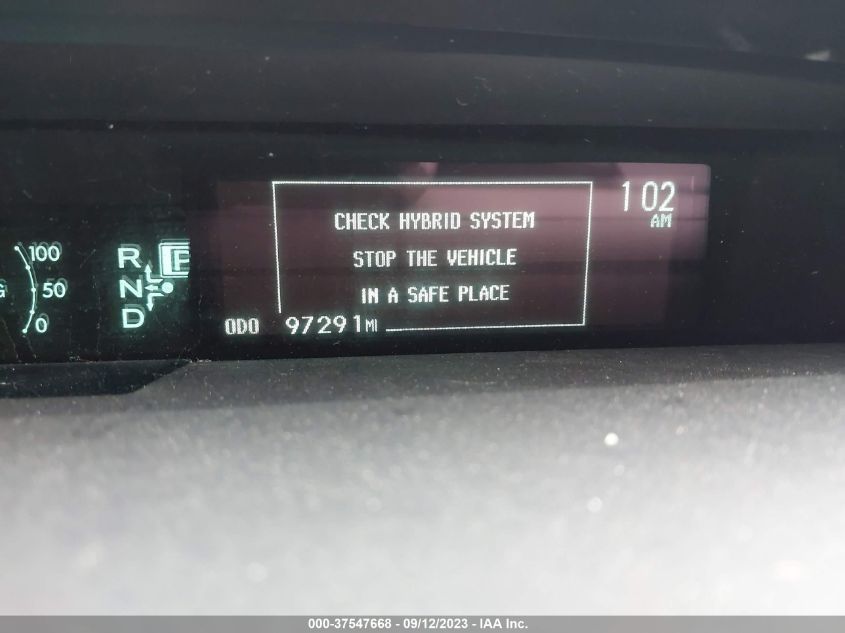 100
50
0
G
R
P
N
D
CHECK HYBRID SYSTEM
STOP THE VEHICLE
IN A SAFE PLACE
ODO 97291MI
1 02
AM
000-37547668 - 09/12/2023 - IAA Inc.